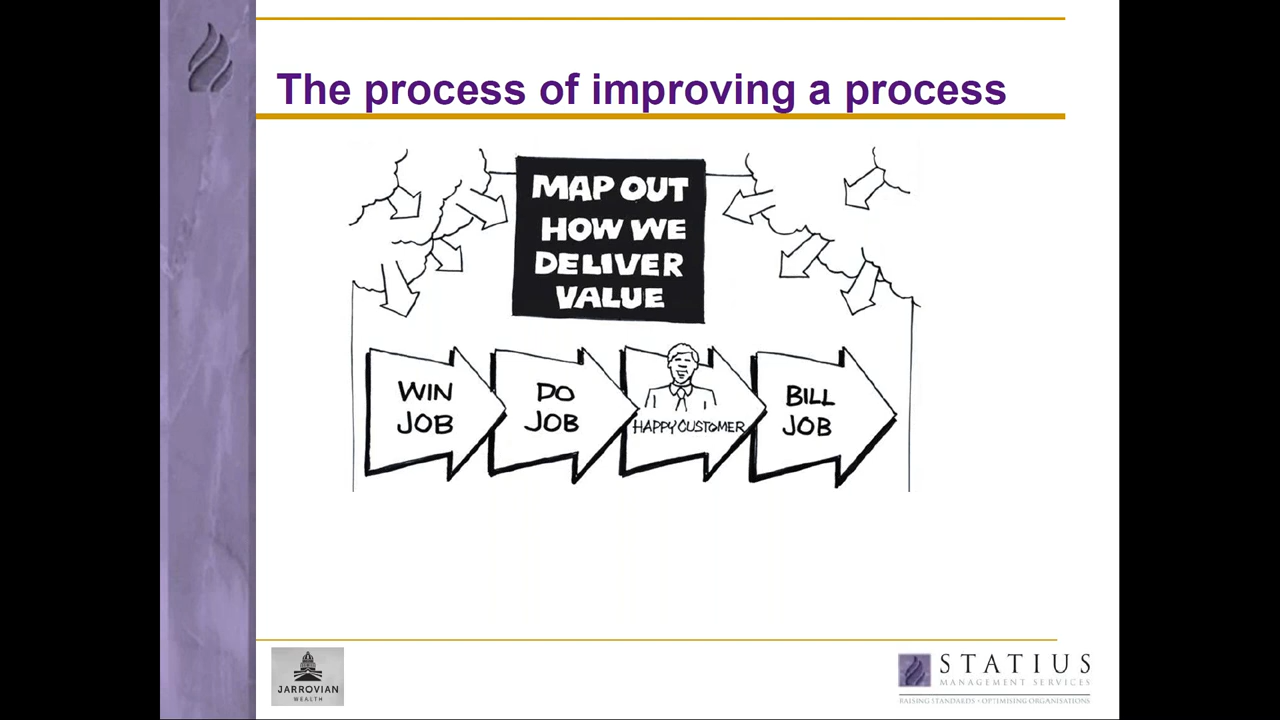 The process of improving a process
MAP OUT
HOW WE
DELIVER
VALUE
WIN
JOB
DO
JOB
HAPPY CUSTOMER
BILL
JOB
JARROVIAN
WEALTH
STATIUS
MANAGEMENT SERVICES
RAISING STANDARDS • OPTIMISING ORGANISATIONS